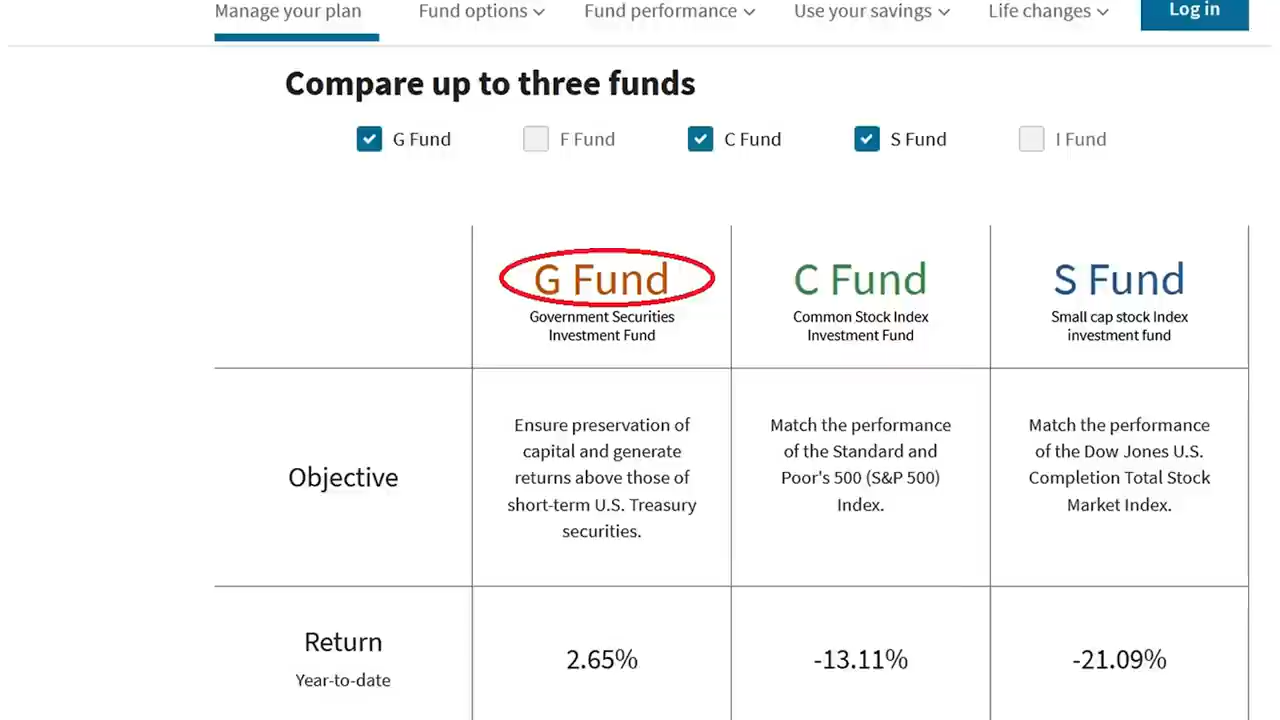 Manage your plan
Fund options
Fund performance
Use your savings
Life changes
Log in
Compare up to three funds
G Fund
F Fund
C Fund
S Fund
I Fund
G Fund
Government Securities
Investment Fund
C Fund
Common Stock Index
Investment Fund
S Fund
Small cap stock Index
investment fund
Objective
Ensure preservation of
capital and generate
returns above those of
short-term U.S. Treasury
securities.
Match the performance
of the Standard and
Poor's 500 (S&P 500)
Index.
Match the performance
of the Dow Jones U.S.
Completion Total Stock
Market Index.
Return
Year-to-date
2.65%
-13.11%
-21.09%